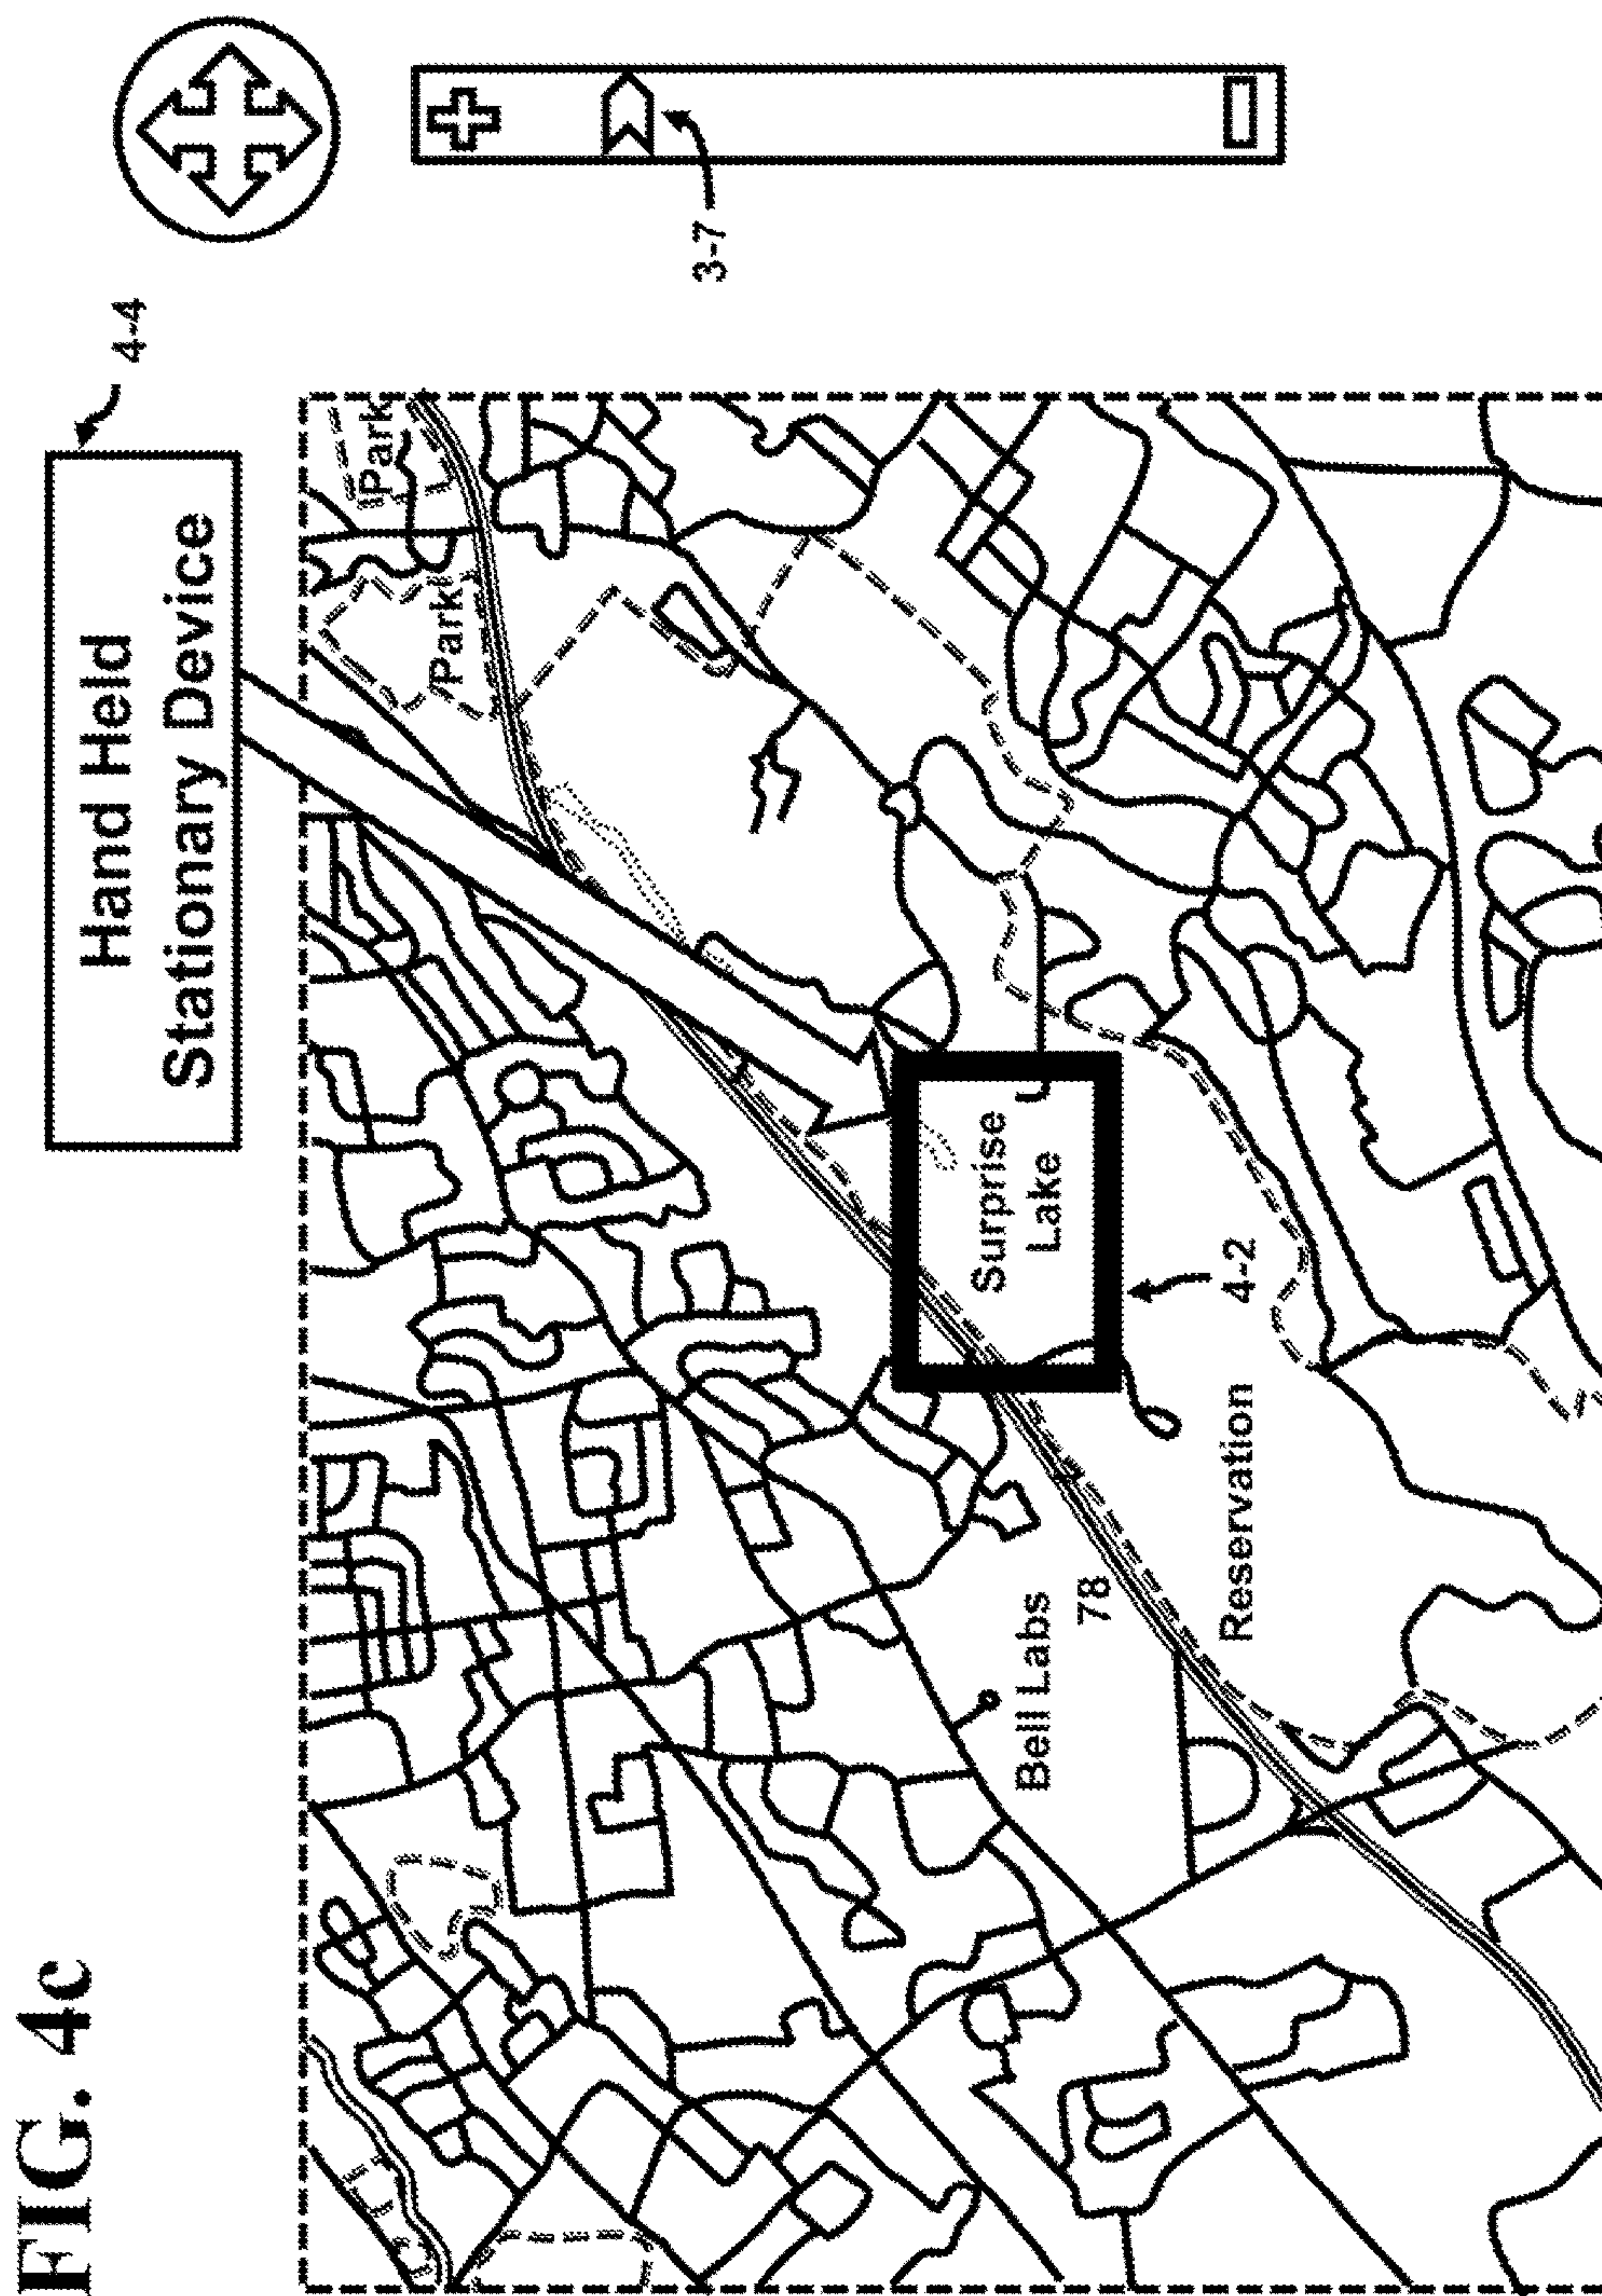 FIG. 4c
Hand Held
Stationary Device
4-4
3-7
Park
Park
Surprise
Lake
4-2
Bell Labs
78
Reservation